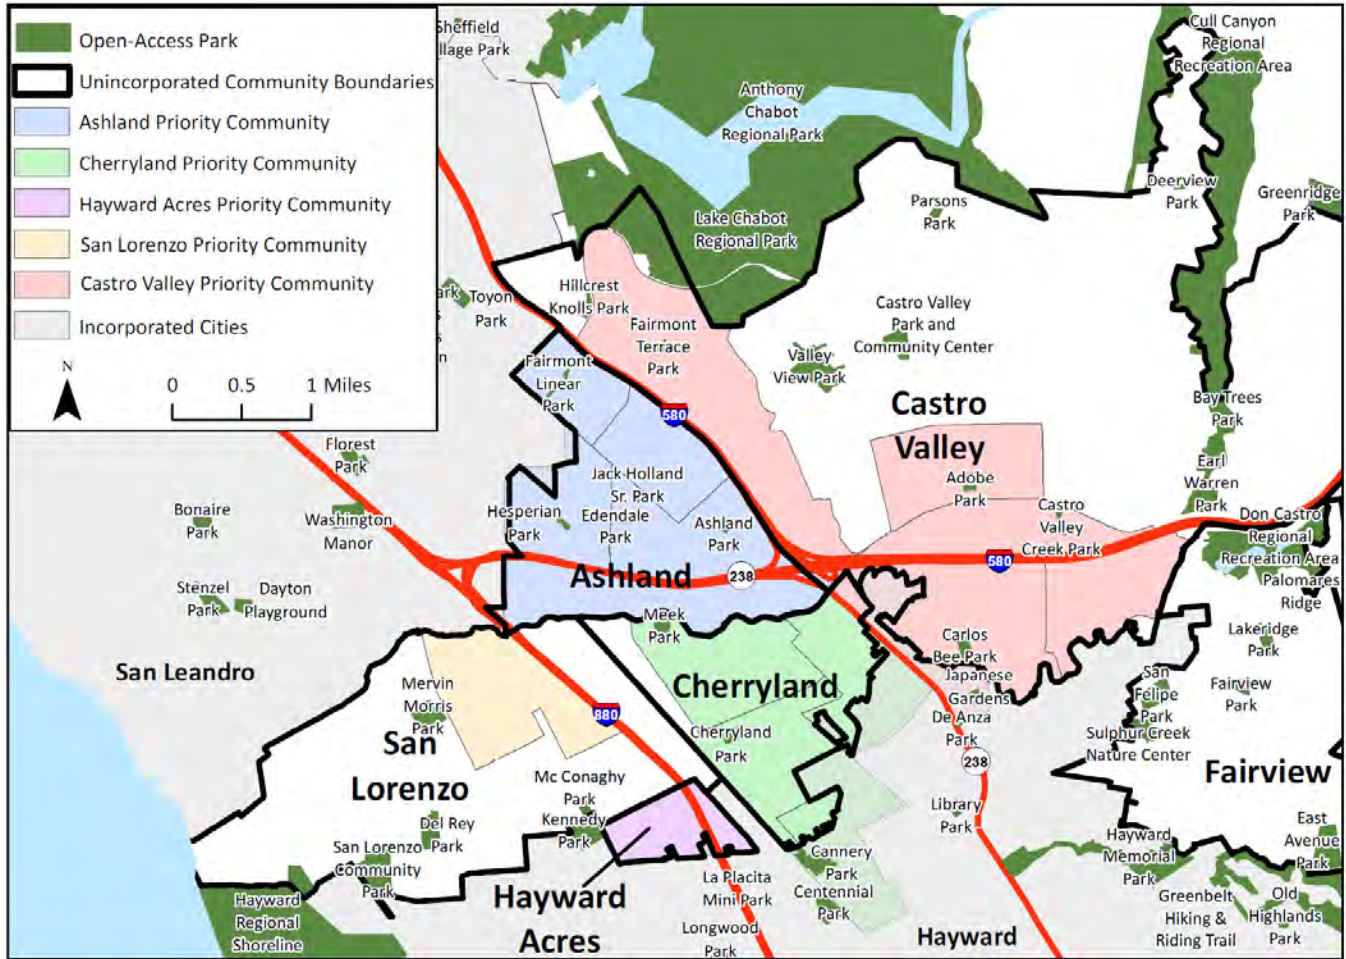 Open-Access Park
Unincorporated Community Boundaries
Ashland Priority Community
Cherryland Priority Community
Hayward Acres Priority Community
San Lorenzo Priority Community
Castro Valley Priority Community
Incorporated Cities
N
0 0.5 1 Miles
Sheffield
llage Park
Cull Canyon
Regional
Recreation Area
Anthony
Chabot
Regional Park
Deerview
Park
Greenridge
Park
Parsons
Park
Lake Chabot
Regional Park
ark
Toyon
Park
s
n
Hillcrest
Knolls Park
Fairmont
Terrace
Park
Castro Valley
Park and
Community Center
Valley
View Park
Fairmont
Linear
Park
580
Castro
Valley
Bay Trees
Park
Florest
Park
Jack Holland
Sr. Park
Adobe
Park
Earl
Warren
Park
Bonaire
Park
Washington
Manor
Hesperian
Park
Edendale
Park
Ashland
Park
Castro
Valley
Creek Park
Don Castro
Regional
Recreation Area
580
Ashland
238
Palomares
Ridge
Stenzel
Park
Dayton
Playground
Meek
Park
Carlos
Bee Park
Lakeridge
Park
San Leandro
Mervin
Morris
Park
Cherryland
Japanese
Gardens
San
Felipe
Park
Fairview
Park
880
De Anza
Park
Cherryland
Park
Sulphur Creek
Nature Center
San
Lorenzo
238
Fairview
Mc Conaghy
Park
Kennedy
Park
Library
Park
Del Rey
Park
East
Avenue
Park
San Lorenzo
Community
Park
Hayward
Memorial
Park
Cannery
Park
La Placita
Mini Park
Centennial
Park
Hayward
Acres
Hayward
Regional
Shoreline
Greenbelt
Hiking &
Riding Trail
Old
Highlands
Park
Longwood
Park
Hayward